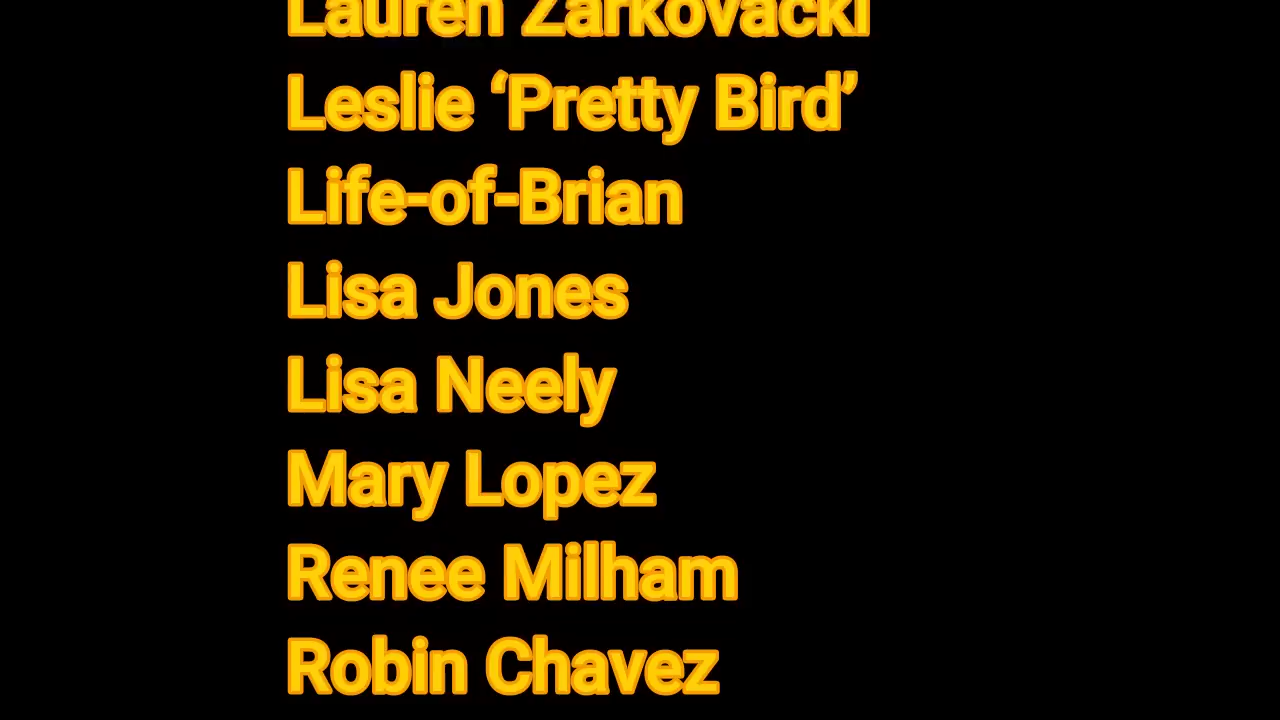 Lauren Zarkovacki
Leslie ‘Pretty Bird’
Life-of-Brian
Lisa Jones
Lisa Neely
Mary Lopez
Renee Milham
Robin Chavez